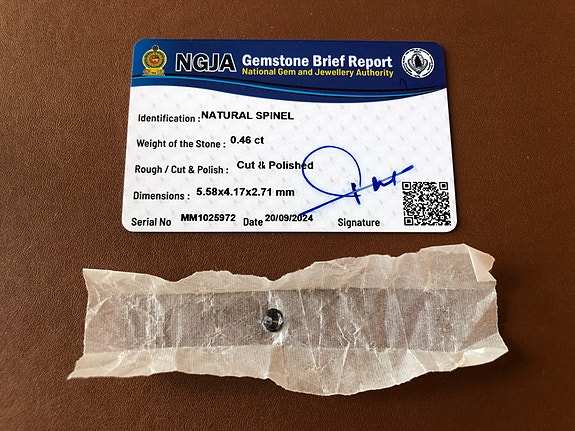 NGJA Gemstone Brief Report
National Gem and Jewellery Authority
Identification : NATURAL SPINEL
Weight of the Stone : 0.46 ct
Rough / Cut & Polish : Cut & Polished
Dimensions : 5.58x4.17x2.71 mm
Serial No MM1025972 Date 20/09/2024 Signature